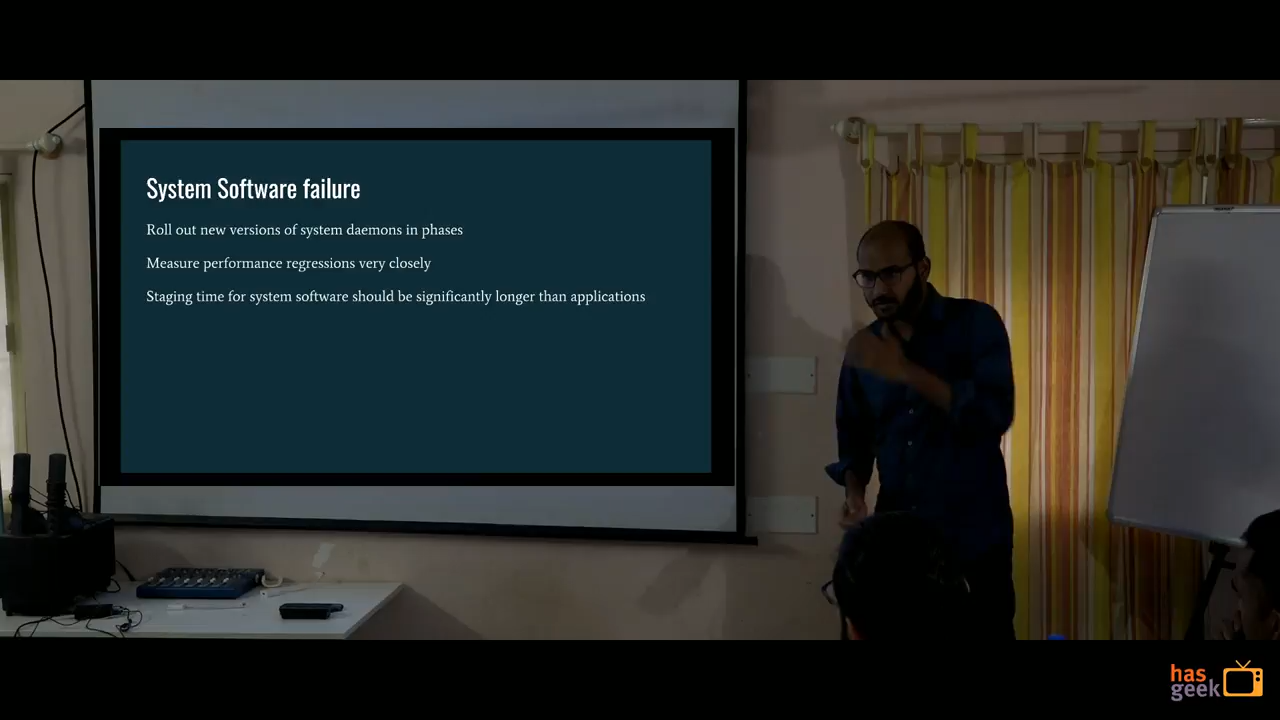 System Software failure
Roll out new versions of system daemons in phases
Measure performance regressions very closely
Staging time for system software should be significantly longer than applications
has
geek